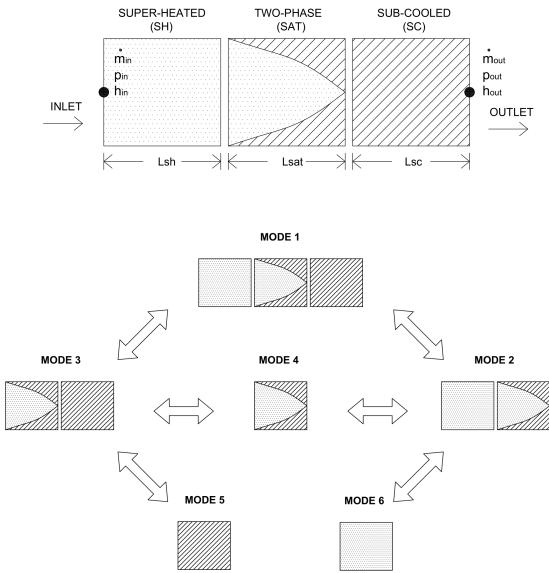 SUPER-HEATED TWO-PHASE SUB-COOLED
(SH) (SAT) (SC)
ṁin ṁout
pin pout
hin hout
INLET OUTLET
Lsh Lsat Lsc
MODE 1
MODE 3 MODE 4 MODE 2
MODE 5 MODE 6